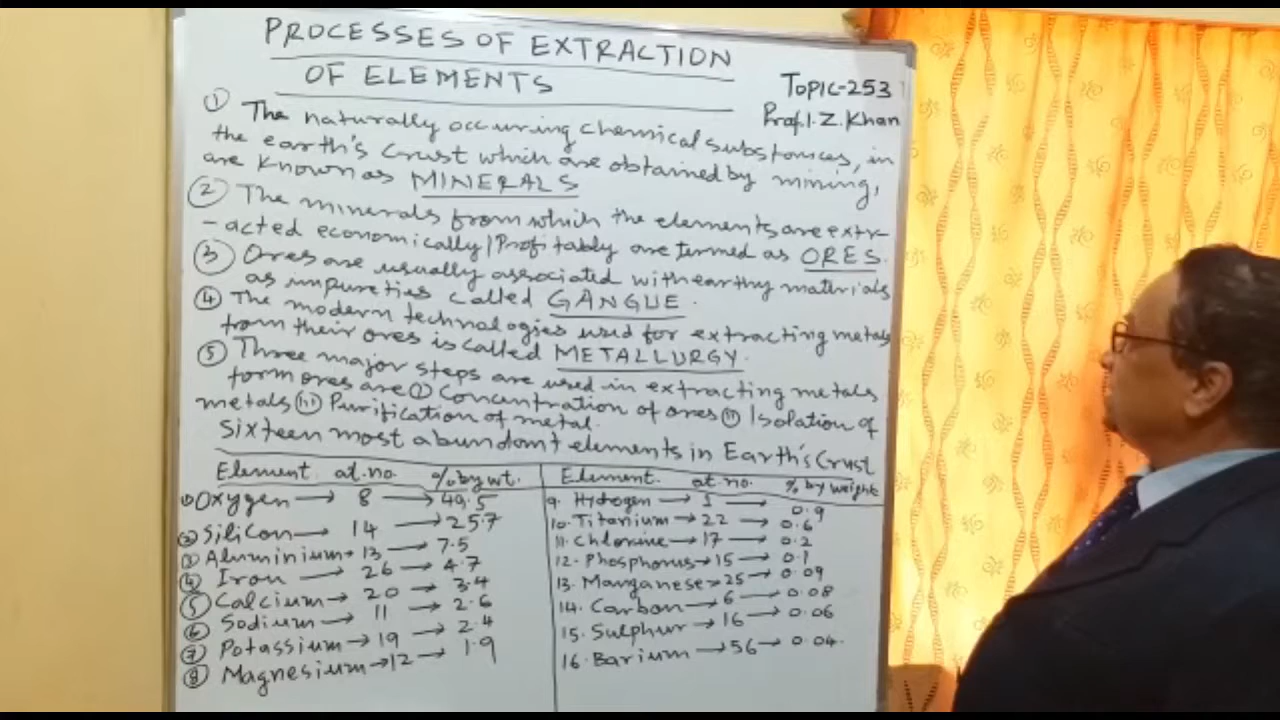 PROCESSES OF EXTRACTION
OF ELEMENTS
TOPIC-253
Prof. I. Z. Khan
① The naturally occuring chemical substances, in
the earth's crust which are obtained by mining,
are known as MINERALS
② The minerals from which the elements are extr-
-acted economically/Profitably are termed as ORES.
③ Ores are usually associated with earthy materials
as impureties called GANGUE.
④ The modern technologies used for extracting metals
from their ores is called METALLURGY.
⑤ Three major steps are used in extracting metals
form ores are ① Concentration of ores ⑪ Isolation of
metals ⑪⑪ Purification of metal.
Sixteen most abundant elements in Earth's Crust
Element at.no. % by wt.
① Oxygen → 8 → 49.5
② Silicon → 14 → 25.7
③ Aluminium → 13 → 7.5
④ Iron → 26 → 4.7
⑤ Calcium → 20 → 3.4
⑥ Sodium → 11 → 2.6
⑦ Potassium → 19 → 2.4
⑧ Magnesium → 12 → 1.9
Element. at.no. % by weight
9. Hydrogen → 1 → 0.9
10. Titanium → 22 → 0.6
11. Chlorine → 17 → 0.2
12. Phosphorus → 15 → 0.1
13. Manganese → 25 → 0.09
14. Carbon → 6 → 0.08
15. Sulphur → 16 → 0.06
16. Barium → 56 → 0.04.